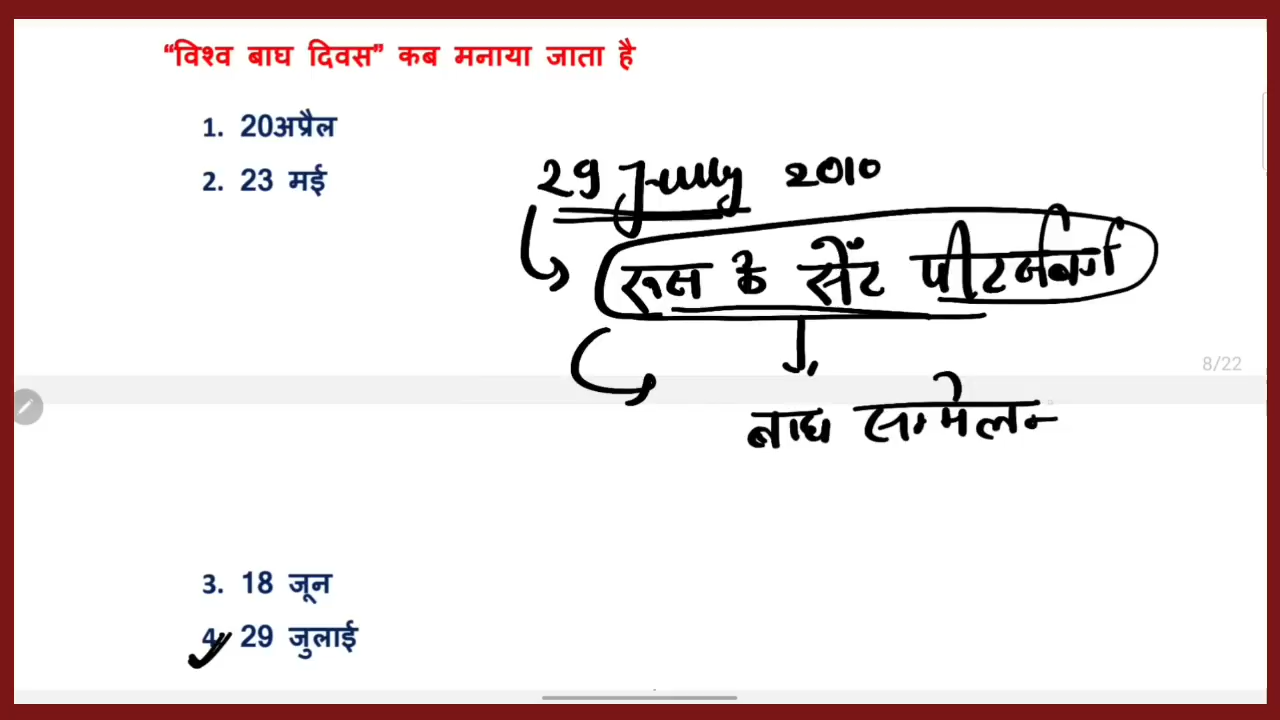 “विश्व बाघ दिवस” कब मनाया जाता है
1. 20अप्रैल
2. 23 मई
29 July 2010
रूस के सेंट पीटर्सबर्ग
8/22
बाघ सम्मेलन
3. 18 जून
4. 29 जुलाई